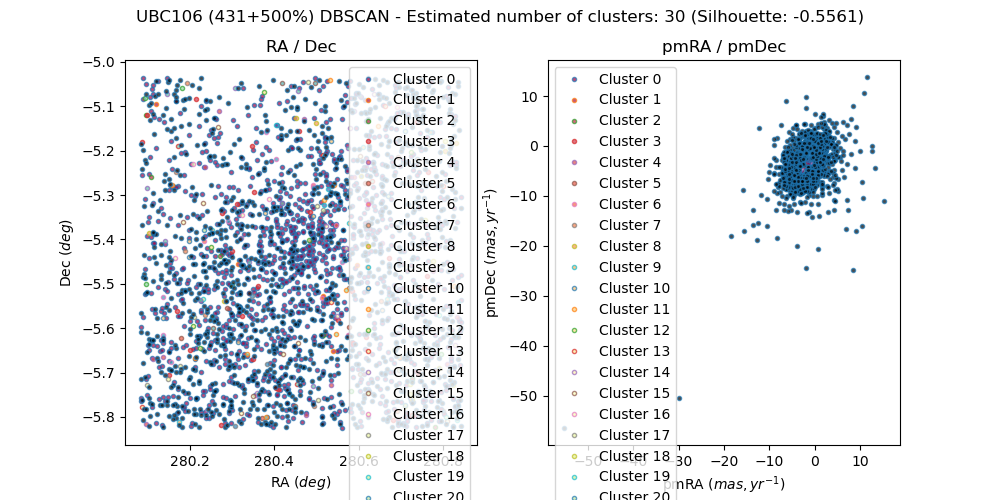 UBC106 (431+500%) DBSCAN - Estimated number of clusters: 30 (Silhouette: -0.5561)
RA / Dec
−5.0
−5.1
−5.2
−5.3
−5.4
−5.5
−5.6
−5.7
−5.8
Dec (deg)
280.2
280.4
280.6
280.8
RA (deg)
Cluster 0
Cluster 1
Cluster 2
Cluster 3
Cluster 4
Cluster 5
Cluster 6
Cluster 7
Cluster 8
Cluster 9
Cluster 10
Cluster 11
Cluster 12
Cluster 13
Cluster 14
Cluster 15
Cluster 16
Cluster 17
Cluster 18
Cluster 19
Cluster 20
pmRA / pmDec
10
0
−10
−20
−30
−40
−50
pmDec (mas, yr⁻¹)
−50
−40
−30
−20
−10
0
10
pmRA (mas, yr⁻¹)
Cluster 0
Cluster 1
Cluster 2
Cluster 3
Cluster 4
Cluster 5
Cluster 6
Cluster 7
Cluster 8
Cluster 9
Cluster 10
Cluster 11
Cluster 12
Cluster 13
Cluster 14
Cluster 15
Cluster 16
Cluster 17
Cluster 18
Cluster 19
Cluster 20